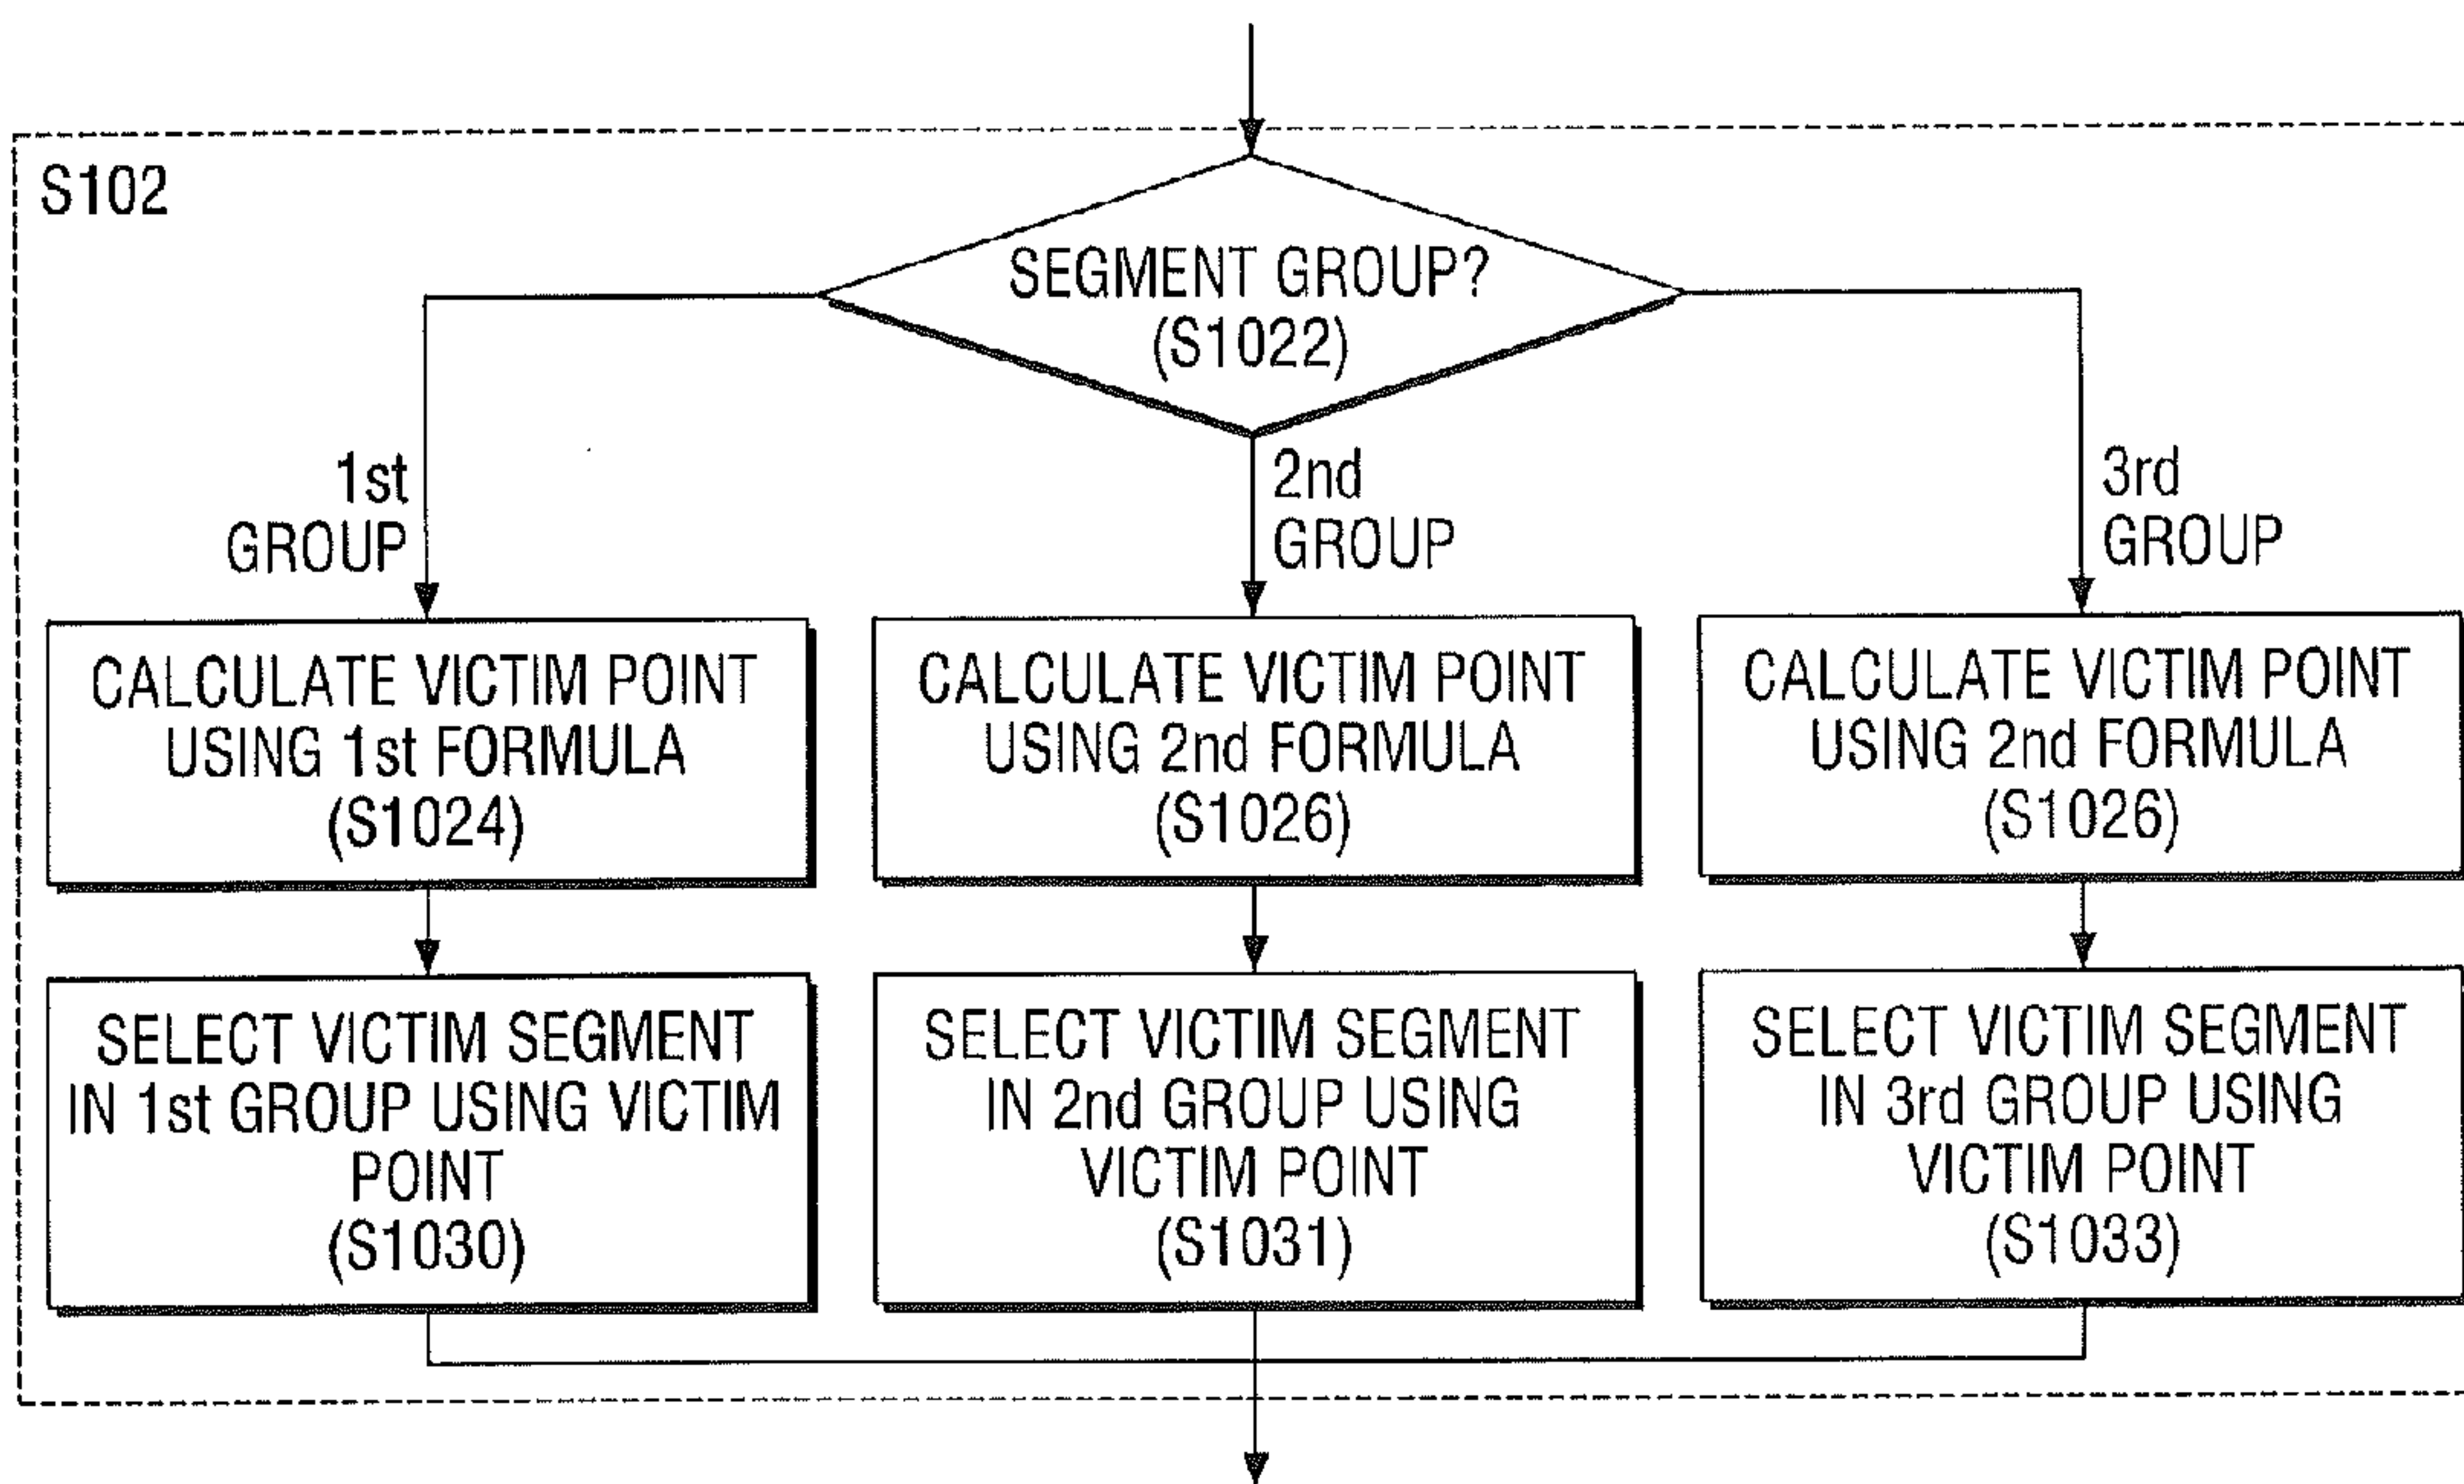 S102
SEGMENT GROUP?
(S1022)
1st
GROUP
2nd
GROUP
3rd
GROUP
CALCULATE VICTIM POINT
USING 1st FORMULA
(S1024)
CALCULATE VICTIM POINT
USING 2nd FORMULA
(S1026)
CALCULATE VICTIM POINT
USING 2nd FORMULA
(S1026)
SELECT VICTIM SEGMENT
IN 1st GROUP USING VICTIM
POINT
(S1030)
SELECT VICTIM SEGMENT
IN 2nd GROUP USING
VICTIM POINT
(S1031)
SELECT VICTIM SEGMENT
IN 3rd GROUP USING
VICTIM POINT
(S1033)